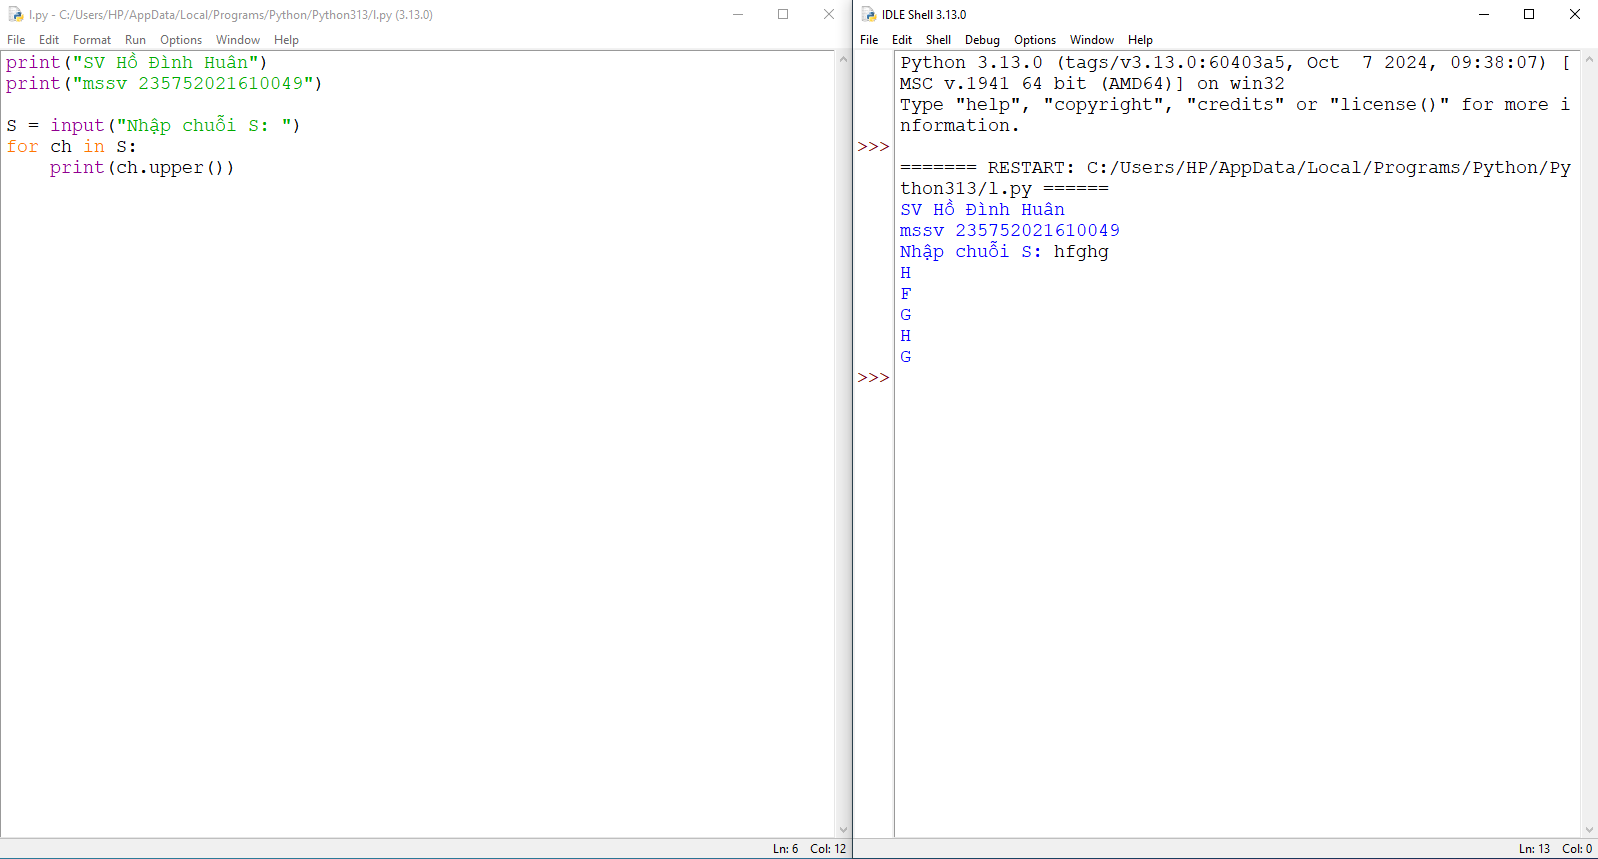 l.py - C:/Users/HP/AppData/Local/Programs/Python/Python313/l.py (3.13.0)
File Edit Format Run Options Window Help
print("SV Hồ Đình Huân")
print("mssv 235752021610049")
S = input("Nhập chuỗi S: ")
for ch in S:
    print(ch.upper())
Ln: 6 Col: 12
IDLE Shell 3.13.0
File Edit Shell Debug Options Window Help
Python 3.13.0 (tags/v3.13.0:60403a5, Oct  7 2024, 09:38:07) [
MSC v.1941 64 bit (AMD64)] on win32
Type "help", "copyright", "credits" or "license()" for more i
nformation.
>>>
======= RESTART: C:/Users/HP/AppData/Local/Programs/Python/Py
thon313/l.py ======
SV Hồ Đình Huân
mssv 235752021610049
Nhập chuỗi S: hfghg
H
F
G
H
G
>>>
Ln: 13 Col: 0